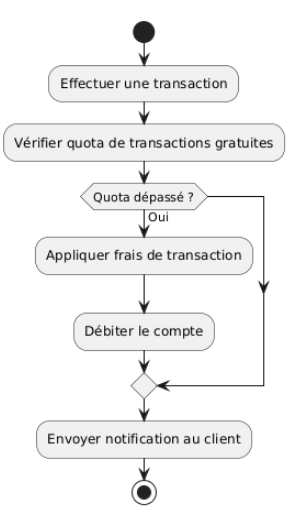 Effectuer une transaction
Vérifier quota de transactions gratuites
Quota dépassé ?
Oui
Appliquer frais de transaction
Débiter le compte
Envoyer notification au client